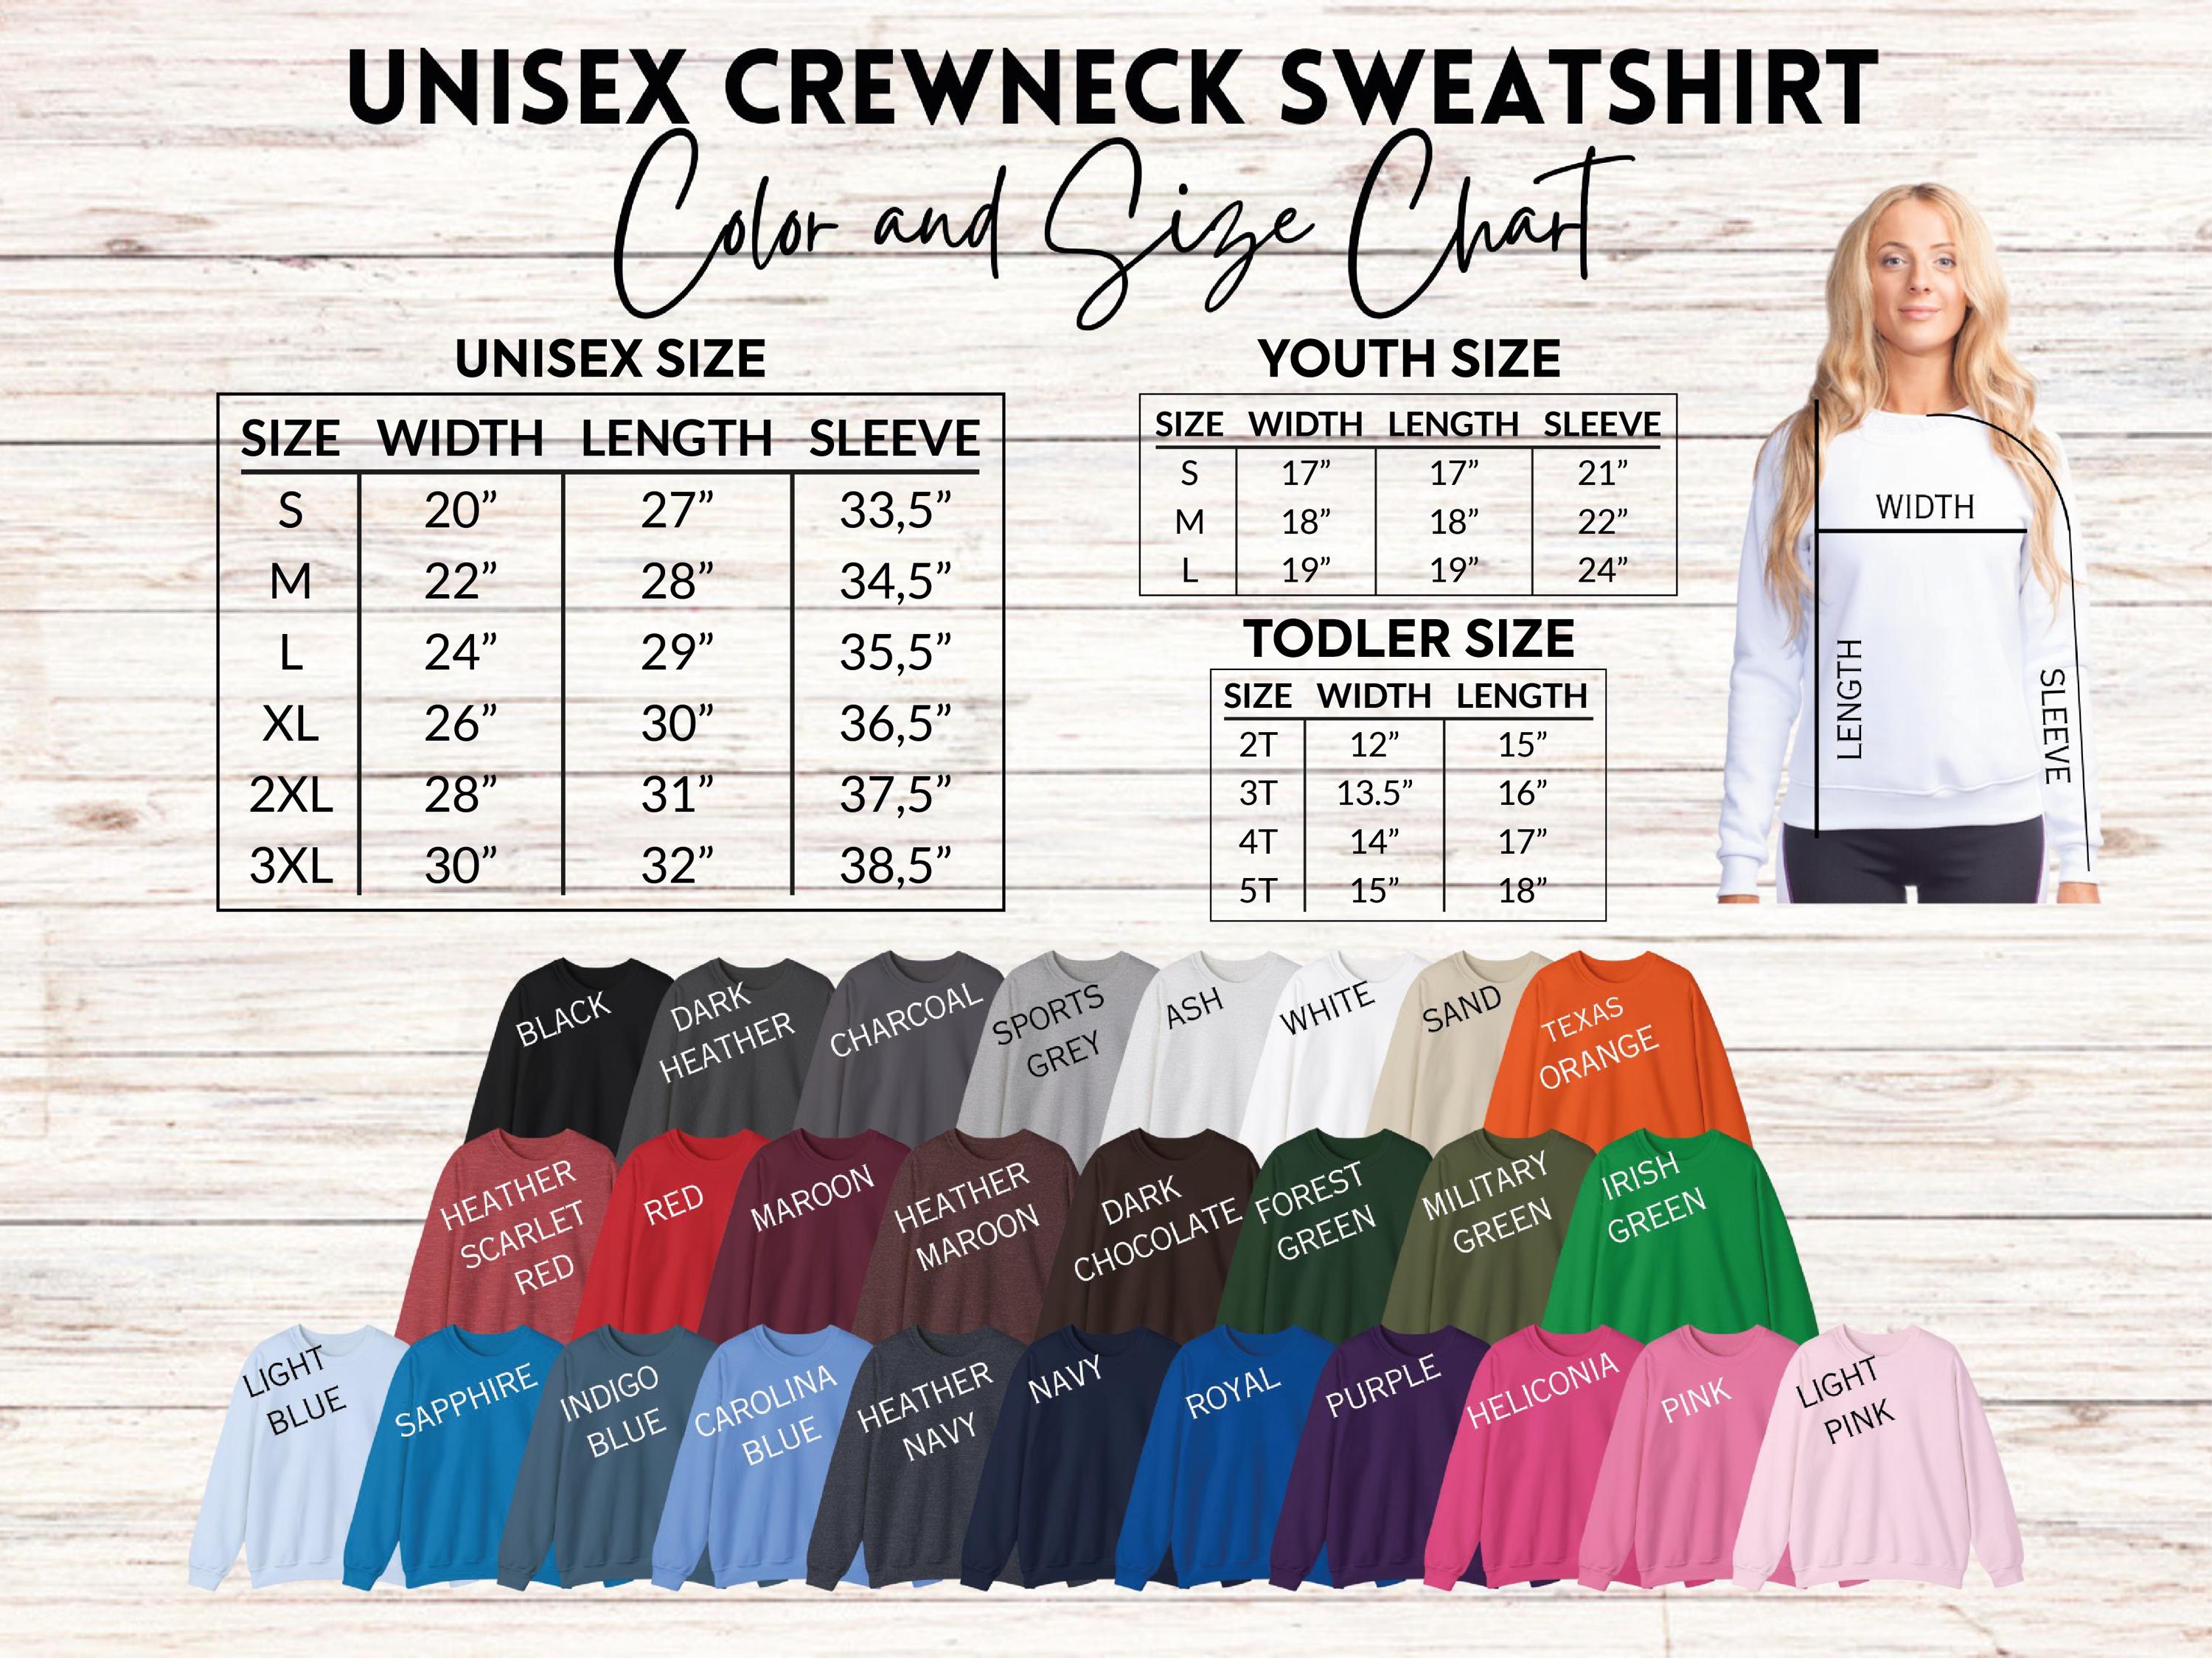 UNISEX CREWNECK SWEATSHIRT
Color and Size Chart
UNISEX SIZE
SIZE WIDTH LENGTH SLEEVE
S 20” 27” 33,5”
M 22” 28” 34,5”
L 24” 29” 35,5”
XL 26” 30” 36,5”
2XL 28” 31” 37,5”
3XL 30” 32” 38,5”
YOUTH SIZE
SIZE WIDTH LENGTH SLEEVE
S 17” 17” 21”
M 18” 18” 22”
L 19” 19” 24”
TODLER SIZE
SIZE WIDTH LENGTH
2T 12” 15”
3T 13.5” 16”
4T 14” 17”
5T 15” 18”
WIDTH
LENGTH
SLEEVE
BLACK
DARK
HEATHER
CHARCOAL
SPORTS
GREY
ASH
WHITE
SAND
TEXAS
ORANGE
HEATHER
SCARLET
RED
RED
MAROON
HEATHER
MAROON
DARK
CHOCOLATE
FOREST
GREEN
MILITARY
GREEN
IRISH
GREEN
LIGHT
BLUE
SAPPHIRE
INDIGO
BLUE
CAROLINA
BLUE
HEATHER
NAVY
NAVY
ROYAL
PURPLE
HELICONIA
PINK
LIGHT
PINK